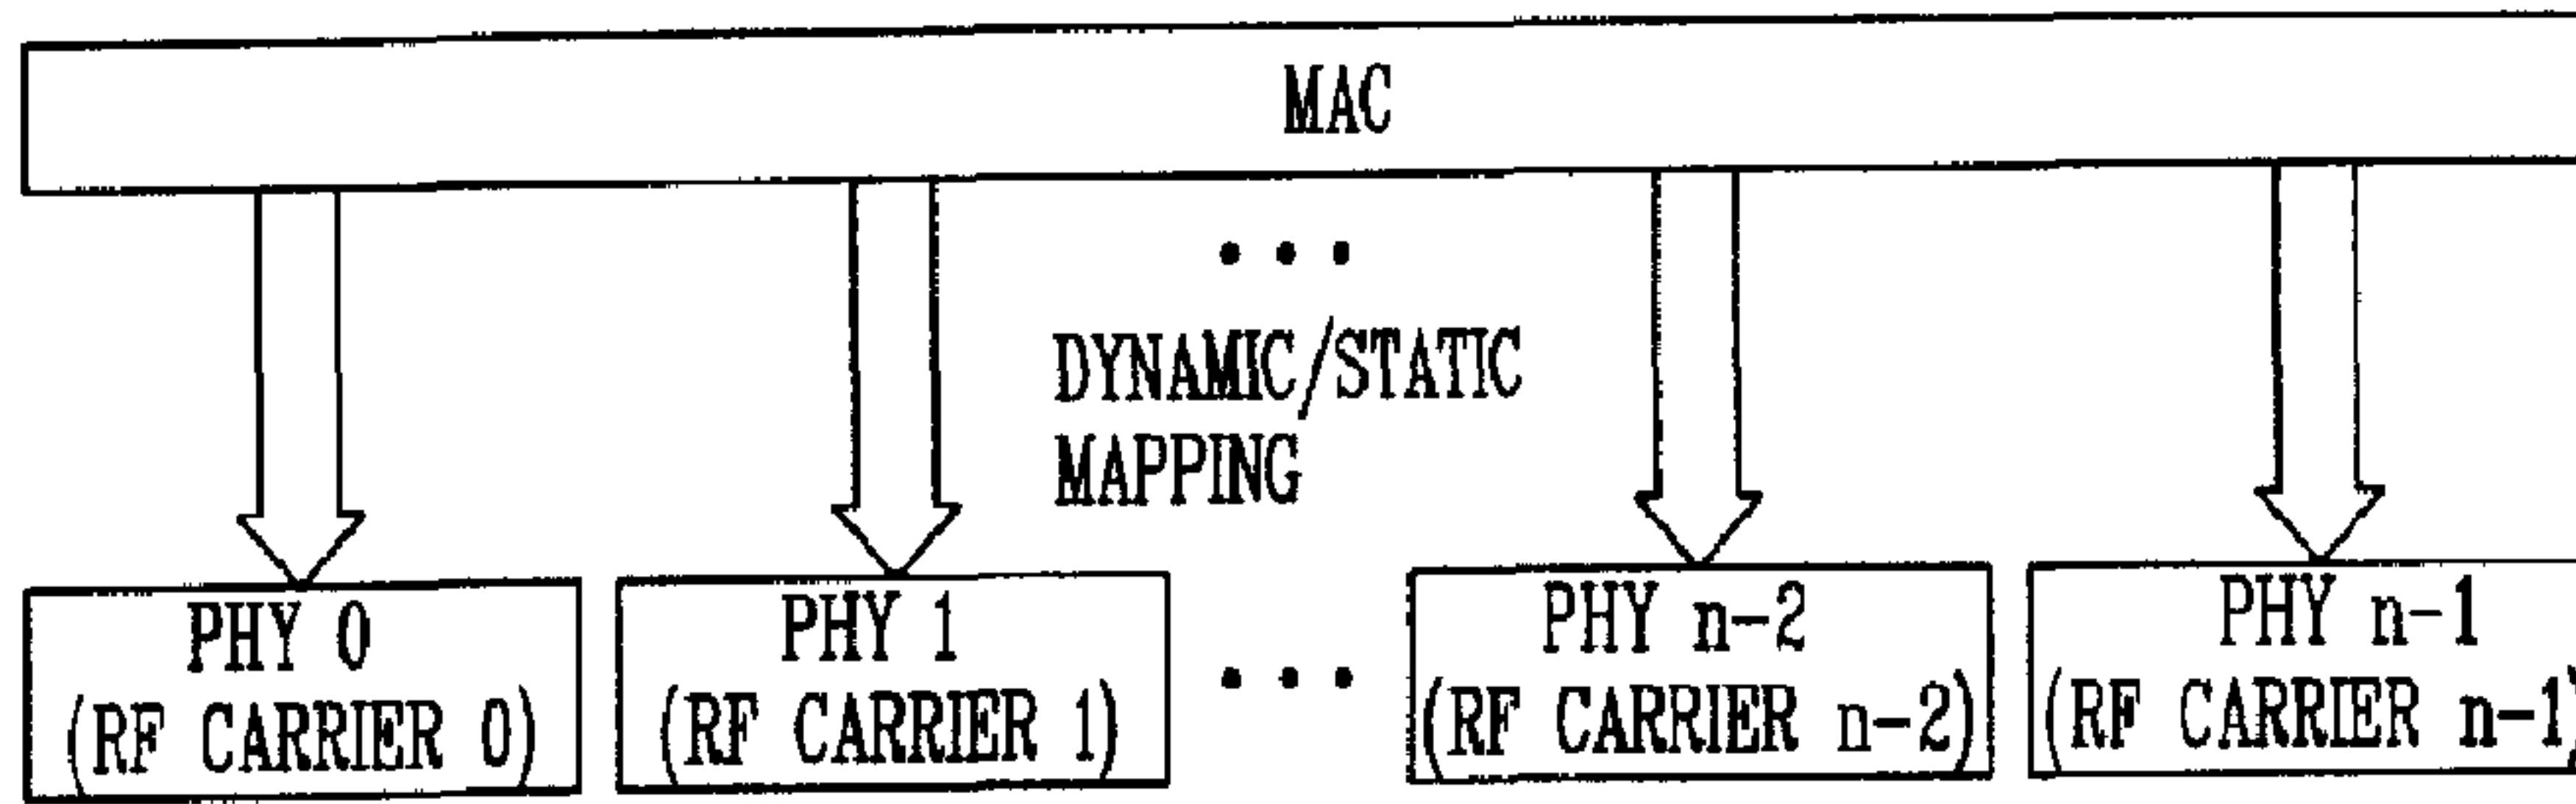 MAC
• • •
DYNAMIC/STATIC
MAPPING
PHY 0
(RF CARRIER 0)
PHY 1
(RF CARRIER 1)
• • •
PHY n-2
(RF CARRIER n-2)
PHY n-1
(RF CARRIER n-1)